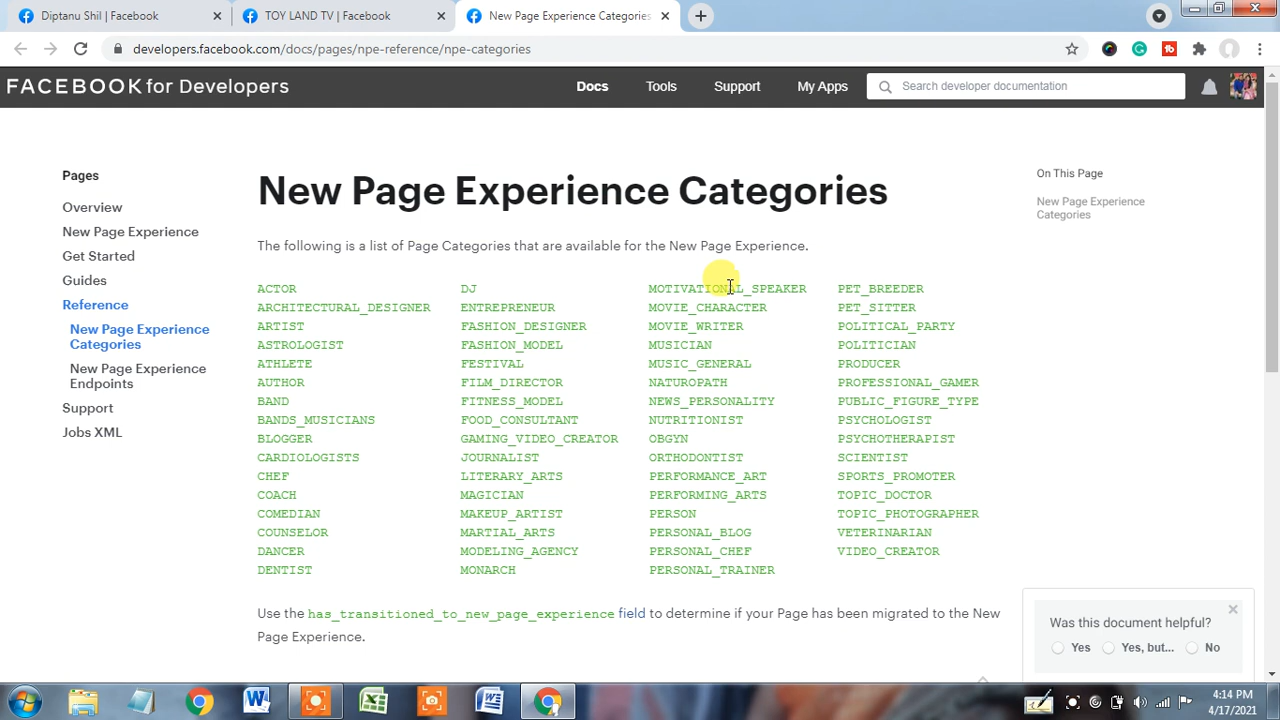 Diptanu Shil | Facebook
TOY LAND TV | Facebook
New Page Experience Categories
developers.facebook.com/docs/pages/npe-reference/npe-categories
FACEBOOK for Developers
Docs
Tools
Support
My Apps
Search developer documentation
Pages
Overview
New Page Experience
Get Started
Guides
Reference
New Page Experience
Categories
New Page Experience
Endpoints
Support
Jobs XML
New Page Experience Categories
The following is a list of Page Categories that are available for the New Page Experience.
ACTOR
ARCHITECTURAL_DESIGNER
ARTIST
ASTROLOGIST
ATHLETE
AUTHOR
BAND
BANDS_MUSICIANS
BLOGGER
CARDIOLOGISTS
CHEF
COACH
COMEDIAN
COUNSELOR
DANCER
DENTIST
DJ
ENTREPRENEUR
FASHION_DESIGNER
FASHION_MODEL
FESTIVAL
FILM_DIRECTOR
FITNESS_MODEL
FOOD_CONSULTANT
GAMING_VIDEO_CREATOR
JOURNALIST
LITERARY_ARTS
MAGICIAN
MAKEUP_ARTIST
MARTIAL_ARTS
MODELING_AGENCY
MONARCH
MOTIVATIONAL_SPEAKER
MOVIE_CHARACTER
MOVIE_WRITER
MUSICIAN
MUSIC_GENERAL
NATUROPATH
NEWS_PERSONALITY
NUTRITIONIST
OBGYN
ORTHODONTIST
PERFORMANCE_ART
PERFORMING_ARTS
PERSON
PERSONAL_BLOG
PERSONAL_CHEF
PERSONAL_TRAINER
PET_BREEDER
PET_SITTER
POLITICAL_PARTY
POLITICIAN
PRODUCER
PROFESSIONAL_GAMER
PUBLIC_FIGURE_TYPE
PSYCHOLOGIST
PSYCHOTHERAPIST
SCIENTIST
SPORTS_PROMOTER
TOPIC_DOCTOR
TOPIC_PHOTOGRAPHER
VETERINARIAN
VIDEO_CREATOR
Use the has_transitioned_to_new_page_experience field to determine if your Page has been migrated to the New
Page Experience.
On This Page
New Page Experience
Categories
Was this document helpful?
Yes
Yes, but...
No
4:14 PM
4/17/2021